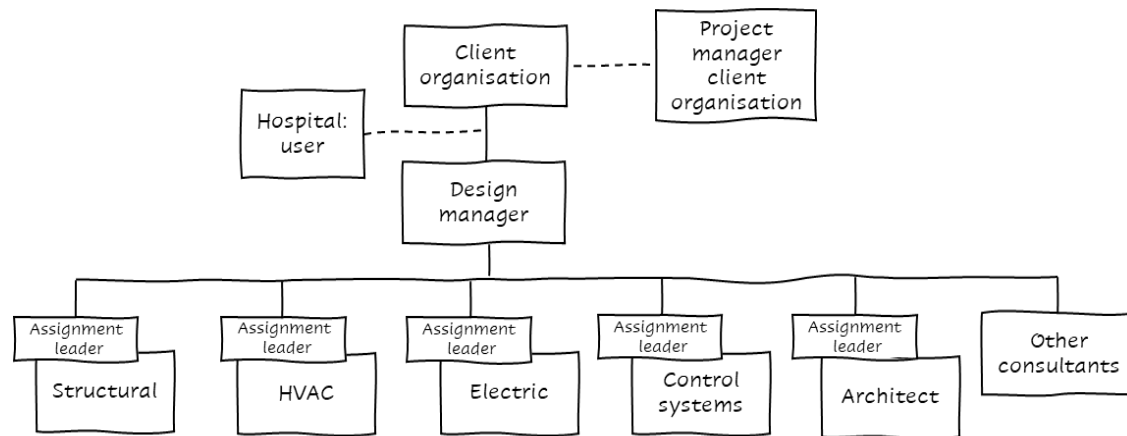 Client
organisation
Project
manager
client
organisation
Hospital:
user
Design
manager
Assignment
leader
Structural
Assignment
leader
HVAC
Assignment
leader
Electric
Assignment
leader
Control
systems
Assignment
leader
Architect
Other
consultants